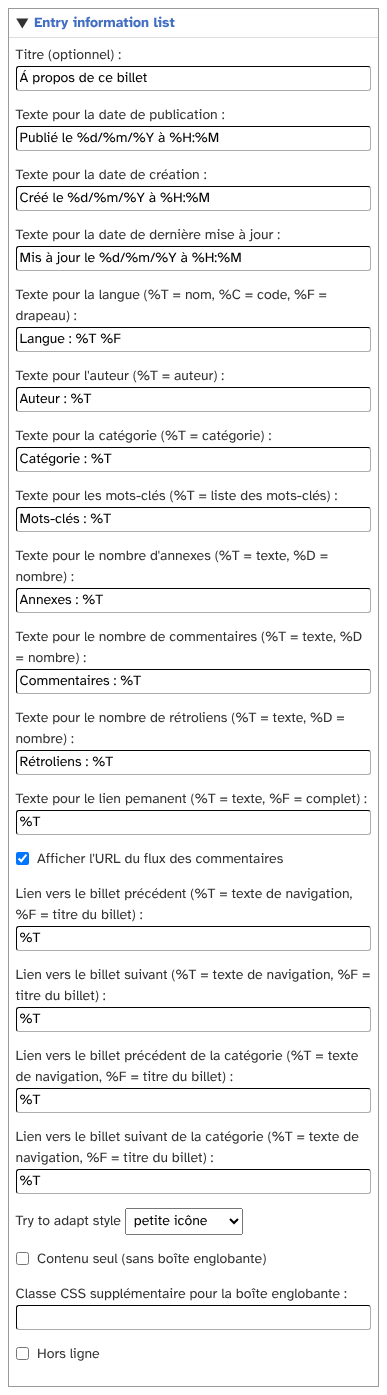 ▼ Entry information list
Titre (optionnel) :
Á propos de ce billet
Texte pour la date de publication :
Publié le %d/%m/%Y à %H:%M
Texte pour la date de création :
Créé le %d/%m/%Y à %H:%M
Texte pour la date de dernière mise à jour :
Mis à jour le %d/%m/%Y à %H:%M
Texte pour la langue (%T = nom, %C = code, %F =
drapeau) :
Langue : %T %F
Texte pour l'auteur (%T = auteur) :
Auteur : %T
Texte pour la catégorie (%T = catégorie) :
Catégorie : %T
Texte pour les mots-clés (%T = liste des mots-clés) :
Mots-clés : %T
Texte pour le nombre d'annexes (%T = texte, %D =
nombre) :
Annexes : %T
Texte pour le nombre de commentaires (%T = texte, %D
= nombre) :
Commentaires : %T
Texte pour le nombre de rétroliens (%T = texte, %D =
nombre) :
Rétroliens : %T
Texte pour le lien pemanent (%T = texte, %F = complet) :
%T
Afficher l'URL du flux des commentaires
Lien vers le billet précédent (%T = texte de navigation,
%F = titre du billet) :
%T
Lien vers le billet suivant (%T = texte de navigation, %F =
titre du billet) :
%T
Lien vers le billet précédent de la catégorie (%T = texte
de navigation, %F = titre du billet) :
%T
Lien vers le billet suivant de la catégorie (%T = texte de
navigation, %F = titre du billet) :
%T
Try to adapt style petite icône
Contenu seul (sans boîte englobante)
Classe CSS supplémentaire pour la boîte englobante :
Hors ligne